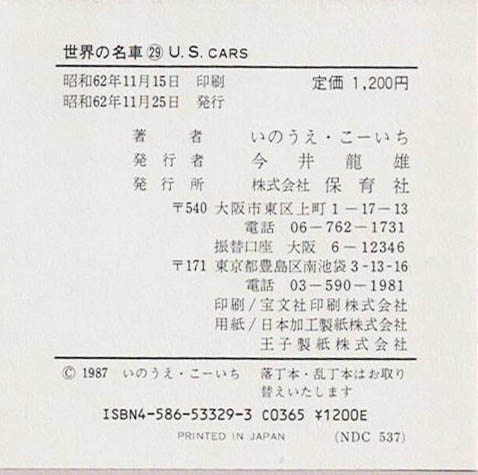 世界の名車㉙ U.S. CARS
昭和62年11月15日 印刷 定価 1,200円
昭和62年11月25日 発行
著者 いのうえ・こーいち
発行者 今井龍雄
発行所 株式会社 保育社
〒540 大阪市東区上町1-17-13
電話 06-762-1731
振替口座 大阪 6-12346
〒171 東京都豊島区南池袋3-13-16
電話 03-590-1981
印刷/宝文社印刷株式会社
用紙/日本加工製紙株式会社
王子製紙株式会社
© 1987 いのうえ・こーいち 落丁本・乱丁本はお取り
替えいたします
ISBN4-586-53329-3 C0365 ¥1200E
PRINTED IN JAPAN (NDC 537)